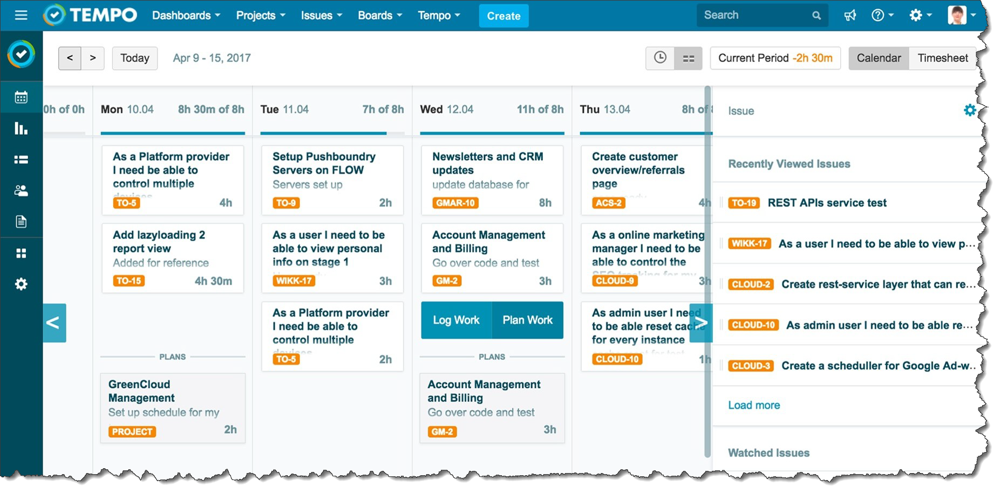 TEMPO Dashboards Projects Issues Boards Tempo Create Search
< > Today Apr 9 - 15, 2017 Current Period -2h 30m Calendar Timesheet
0h of 0h
Mon 10.04 8h 30m of 8h
As a Platform provider
I need be able to
control multiple
devices
TO-5 4h
Add lazyloading 2
report view
Added for reference
TO-15 4h 30m
PLANS
GreenCloud
Management
Set up schedule for my
PROJECT 2h
Tue 11.04 7h of 8h
Setup Pushboundry
Servers on FLOW
Servers set up
TO-9 2h
As a user I need to be
able to view personal
info on stage 1
WIKK-17 3h
As a Platform provider
I need be able to
control multiple
devices
TO-5 2h
Wed 12.04 11h of 8h
Newsletters and CRM
updates
update database for
GMAR-10 8h
Account Management
and Billing
Go over code and test
GM-2 3h
Log Work Plan Work
PLANS
Account Management
and Billing
Go over code and test
GM-2 3h
Thu 13.04 8h of
Create customer
overview/referrals
page
ACS-2 4h
As a online marketing
manager I need to be
able to control the
SEO tracking for my
CLOUD-9 3h
As admin user I need
to be able reset cache
for every instance
cache reset for test
CLOUD-10 1h
< >
Issue
Recently Viewed Issues
TO-19 REST APIs service test
WIKK-17 As a user I need to be able to view p...
CLOUD-2 Create rest-service layer that can re...
CLOUD-10 As admin user I need to be able re...
CLOUD-3 Create a scheduller for Google Ad-w..
Load more
Watched Issues